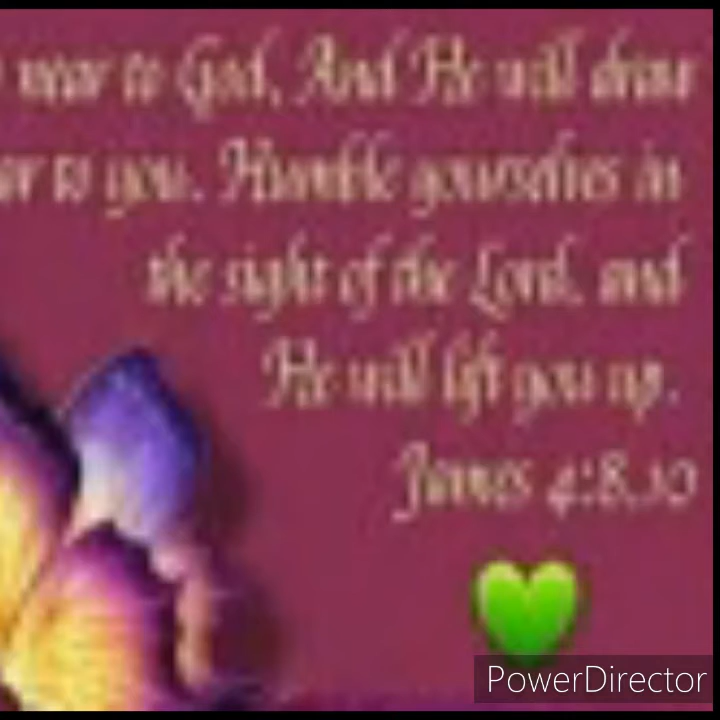 near to God, And He will draw
to you. Humble yourselves in
the sight of the Lord, and
He will lift you up.
James 4:8,10
PowerDirector